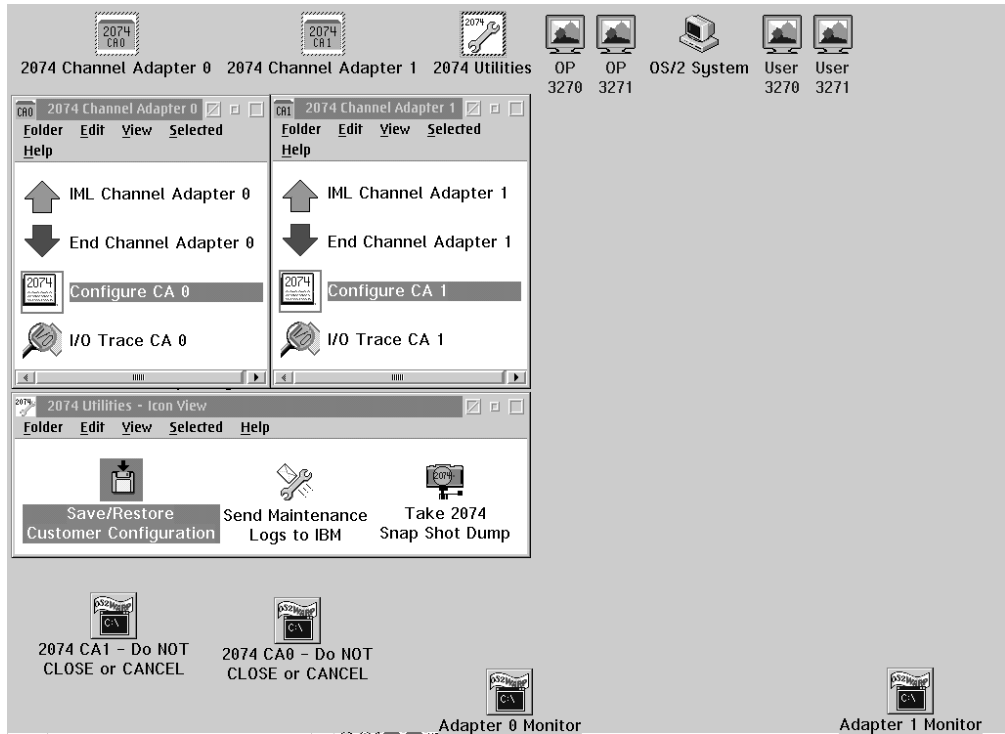 2074
CA0
2074
CA1
2074
2074 Channel Adapter 0
2074 Channel Adapter 1
2074 Utilities
OP
3270
OP
3271
OS/2 System
User
3270
User
3271
CA0
2074 Channel Adapter 0
Folder Edit View Selected
Help
IML Channel Adapter 0
End Channel Adapter 0
2074
Configure CA 0
I/O
I/O Trace CA 0
CA1
2074 Channel Adapter 1
Folder Edit View Selected
Help
IML Channel Adapter 1
End Channel Adapter 1
2074
Configure CA 1
I/O
I/O Trace CA 1
2074
2074 Utilities - Icon View
Folder Edit View Selected Help
Save/Restore
Customer Configuration
Send Maintenance
Logs to IBM
2074
Take 2074
Snap Shot Dump
OS2WARP
C:\
2074 CA1 - Do NOT
CLOSE or CANCEL
OS2WARP
C:\
2074 CA0 - Do NOT
CLOSE or CANCEL
OS2WARP
C:\
Adapter 0 Monitor
OS2WARP
C:\
Adapter 1 Monitor